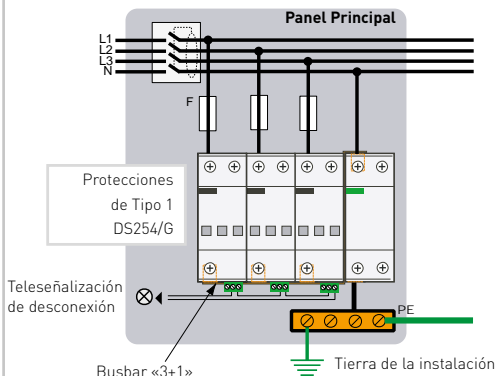 Panel Principal
L1
L2
L3
N
F
Protecciones
de Tipo 1
DS254/G
Teleseñalización
de desconexión
PE
Busbar «3+1»
Tierra de la instalación